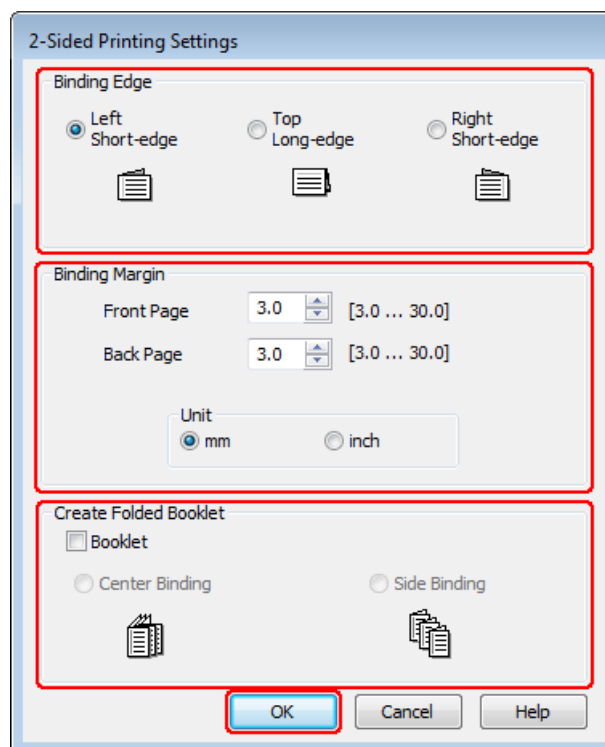 2-Sided Printing Settings
Binding Edge
Left Short-edge
Top Long-edge
Right Short-edge
Binding Margin
Front Page 3.0 [3.0 ... 30.0]
Back Page 3.0 [3.0 ... 30.0]
Unit
mm inch
Create Folded Booklet
Booklet
Center Binding Side Binding
OK Cancel Help